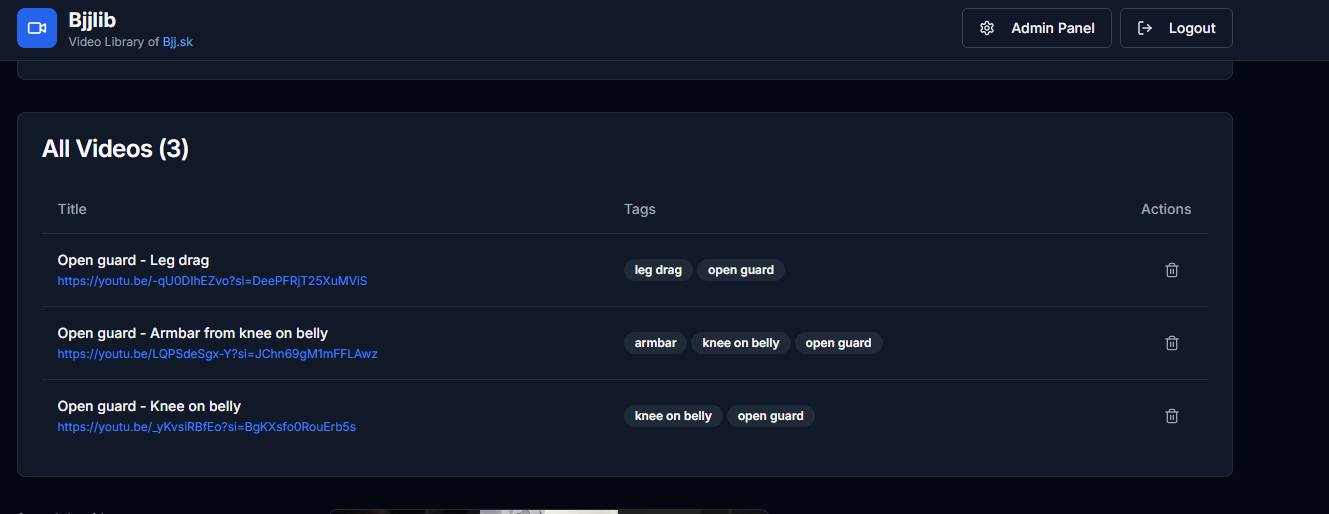 Bjjlib
Video Library of Bjj.sk
Admin Panel
Logout
All Videos (3)
Title Tags Actions
Open guard - Leg drag
https://youtu.be/-qU0DIhEZvo?si=DeePFRjT25XuMViS
leg drag open guard
Open guard - Armbar from knee on belly
https://youtu.be/LQPSdeSgx-Y?si=JChn69gM1mFFLAwz
armbar knee on belly open guard
Open guard - Knee on belly
https://youtu.be/_yKvsiRBfEo?si=BgKXsfo0RouErb5s
knee on belly open guard